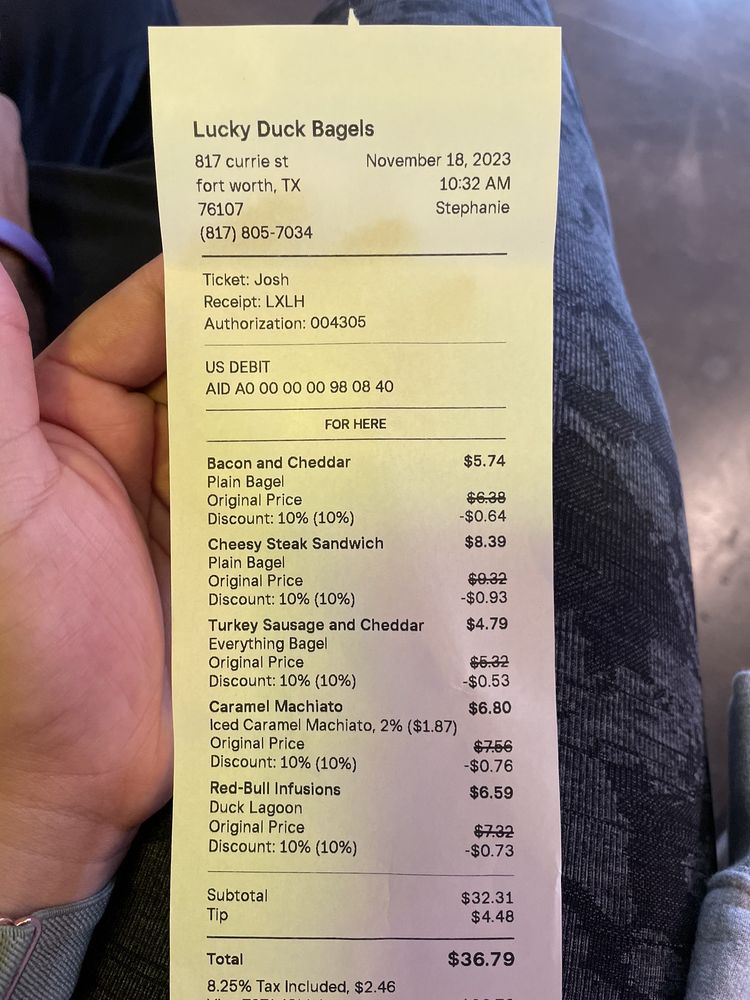 Lucky Duck Bagels
817 currie st November 18, 2023
fort worth, TX 10:32 AM
76107 Stephanie
(817) 805-7034
Ticket: Josh
Receipt: LXLH
Authorization: 004305
US DEBIT
AID A0 00 00 00 98 08 40
FOR HERE
Bacon and Cheddar $5.74
Plain Bagel
Original Price $6.38
Discount: 10% (10%) -$0.64
Cheesy Steak Sandwich $8.39
Plain Bagel
Original Price $9.32
Discount: 10% (10%) -$0.93
Turkey Sausage and Cheddar $4.79
Everything Bagel
Original Price $5.32
Discount: 10% (10%) -$0.53
Caramel Machiato $6.80
Iced Caramel Machiato, 2% ($1.87)
Original Price $7.56
Discount: 10% (10%) -$0.76
Red-Bull Infusions $6.59
Duck Lagoon
Original Price $7.32
Discount: 10% (10%) -$0.73
Subtotal $32.31
Tip $4.48
Total $36.79
8.25% Tax Included, $2.46